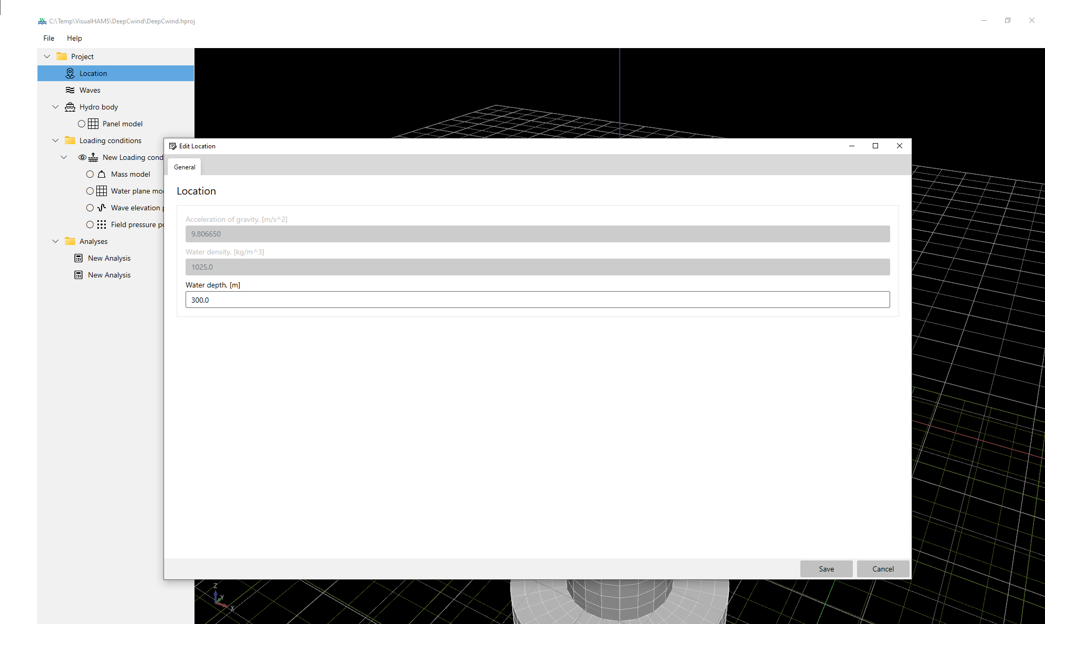 C:\Temp\VisualHAMS\DeepCwind\DeepCwind.hproj
File Help
Project
Location
Waves
Hydro body
Panel model
Loading conditions
New Loading cond
Mass model
Water plane mo
Wave elevation p
Field pressure po
Analyses
New Analysis
New Analysis
Edit Location
General
Location
Acceleration of gravity, [m/s^2]
9.806650
Water density, [kg/m^3]
1025.0
Water depth, [m]
300.0
Save Cancel
Z
Y
X